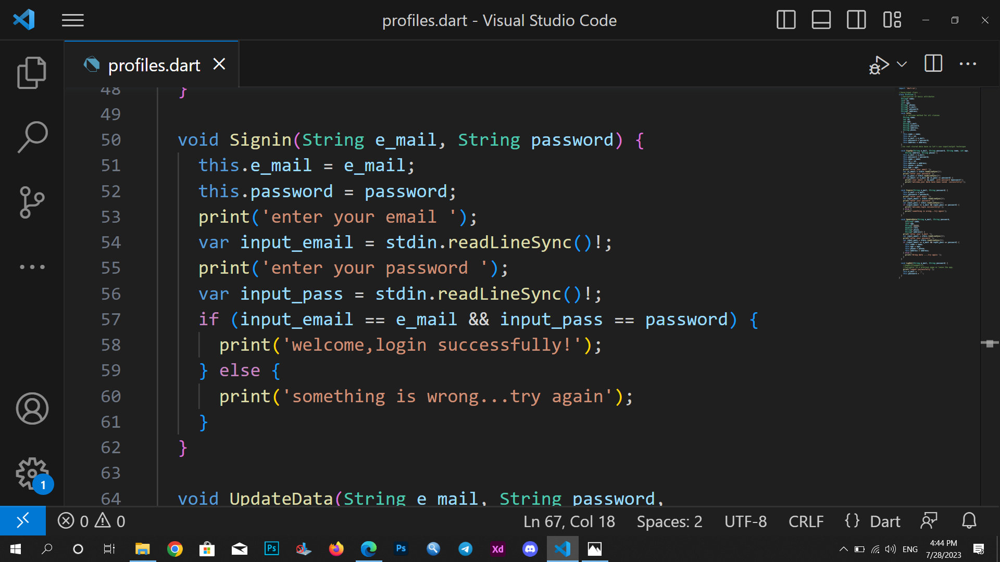 profiles.dart - Visual Studio Code
profiles.dart
48 }
49
50 void Signin(String e_mail, String password) {
51 this.e_mail = e_mail;
52 this.password = password;
53 print('enter your email ');
54 var input_email = stdin.readLineSync()!;
55 print('enter your password ');
56 var input_pass = stdin.readLineSync()!;
57 if (input_email == e_mail && input_pass == password) {
58 print('welcome,login successfully!');
59 } else {
60 print('something is wrong...try again');
61 }
62 }
63
64 void UpdateData(String e_mail, String password,
1
0 0
Ln 67, Col 18 Spaces: 2 UTF-8 CRLF {} Dart
Ps
Ps
Xd
ENG
4:44 PM
7/28/2023